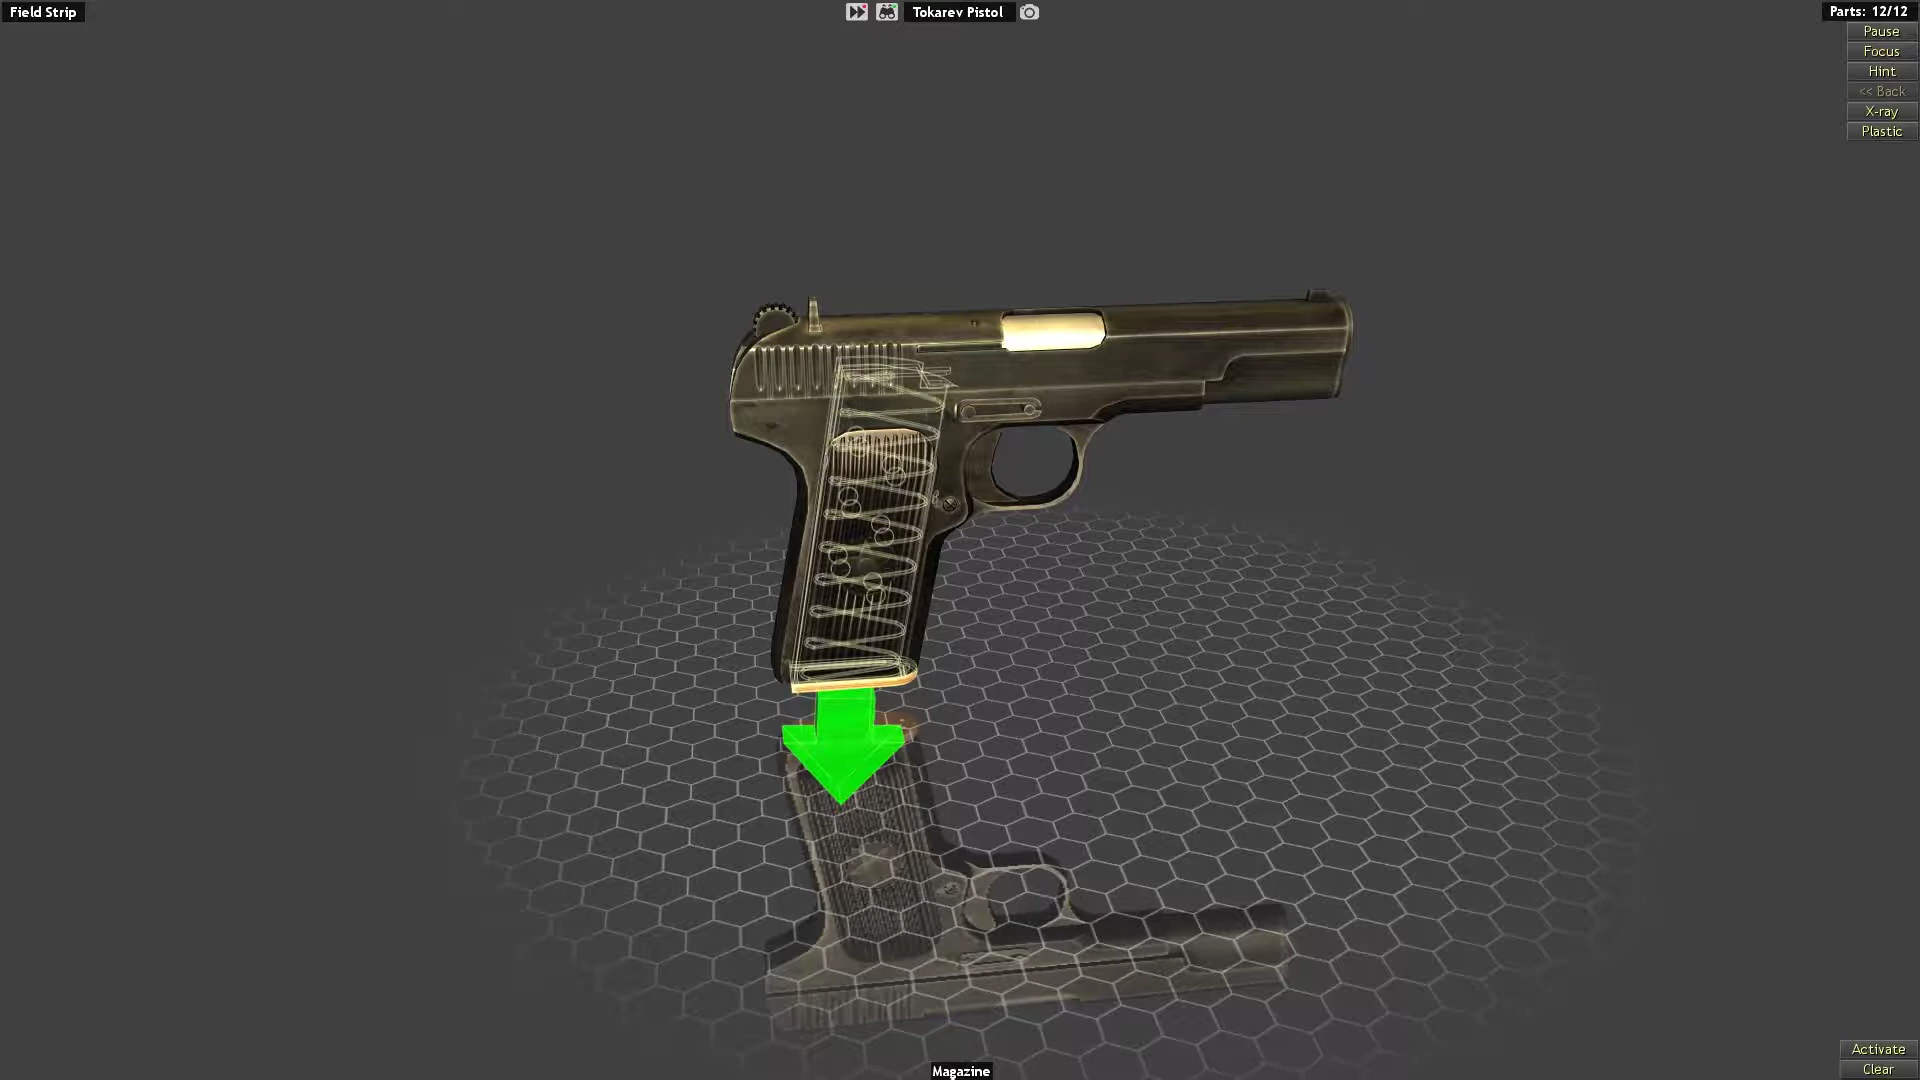 Field Strip
Tokarev Pistol
Parts: 12/12
Pause
Focus
Hint
<< Back
X-ray
Plastic
Magazine
Activate
Clear